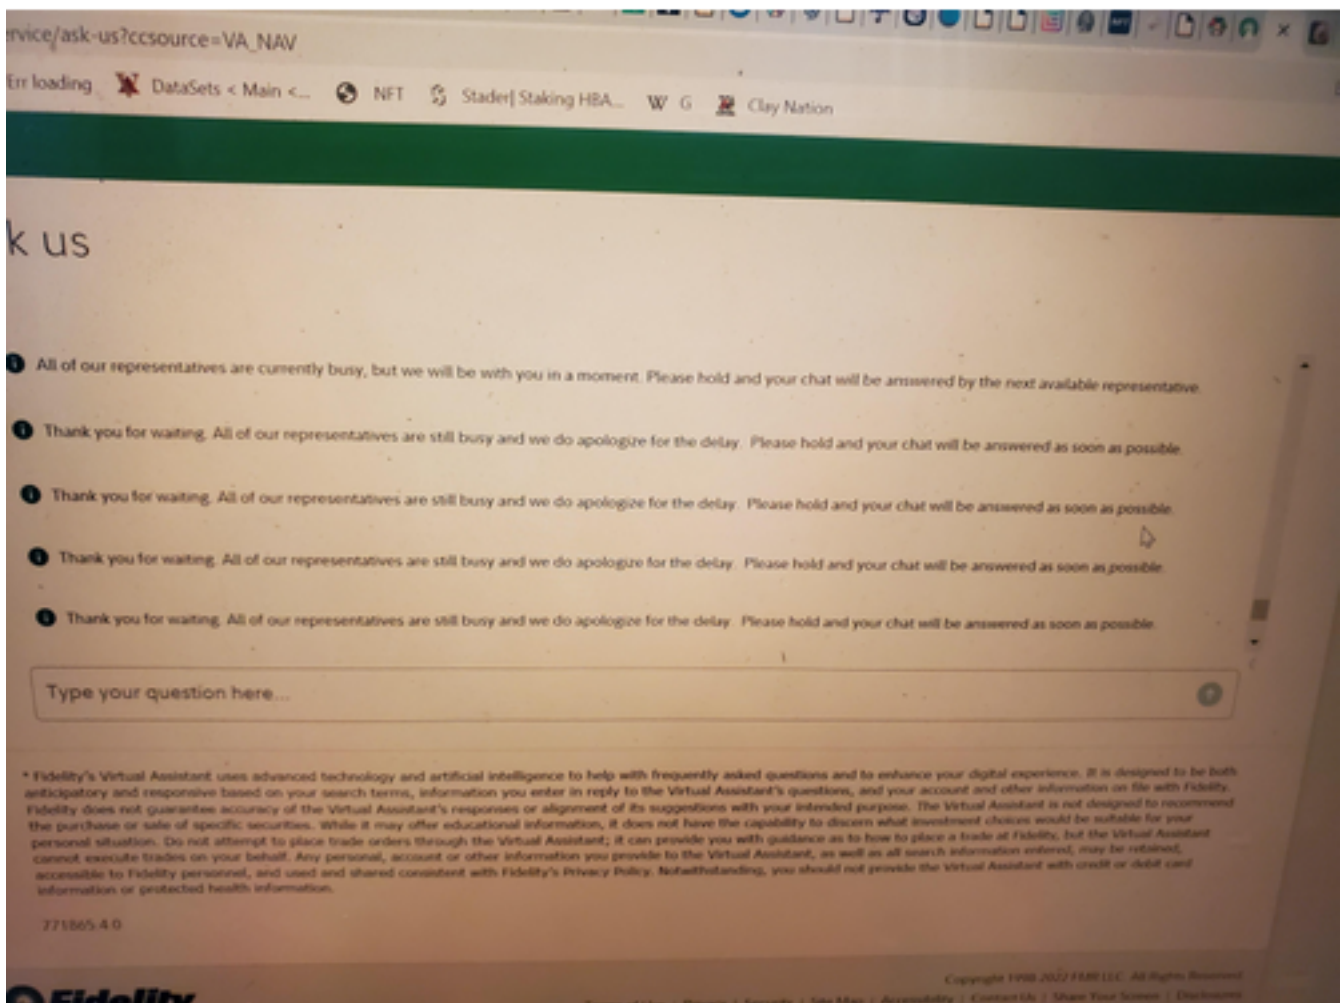 rvice/ask-us?ccsource=VA_NAV
Err loading DataSets < Main <... NFT Stader| Staking HBA... W G Clay Nation
k us
All of our representatives are currently busy, but we will be with you in a moment. Please hold and your chat will be answered by the next available representative.
Thank you for waiting. All of our representatives are still busy and we do apologize for the delay. Please hold and your chat will be answered as soon as possible.
Thank you for waiting. All of our representatives are still busy and we do apologize for the delay. Please hold and your chat will be answered as soon as possible.
Thank you for waiting. All of our representatives are still busy and we do apologize for the delay. Please hold and your chat will be answered as soon as possible.
Thank you for waiting. All of our representatives are still busy and we do apologize for the delay. Please hold and your chat will be answered as soon as possible.
Type your question here...
* Fidelity's Virtual Assistant uses advanced technology and artificial intelligence to help with frequently asked questions and to enhance your digital experience. It is designed to be both
anticipatory and responsive based on your search terms, information you enter in reply to the Virtual Assistant's questions, and your account and other information on file with Fidelity.
Fidelity does not guarantee accuracy of the Virtual Assistant's responses or alignment of its suggestions with your intended purpose. The Virtual Assistant is not designed to recommend
the purchase or sale of specific securities. While it may offer educational information, it does not have the capability to discern what investment choices would be suitable for your
personal situation. Do not attempt to place trade orders through the Virtual Assistant; it can provide you with guidance as to how to place a trade at Fidelity, but the Virtual Assistant
cannot execute trades on your behalf. Any personal, account or other information you provide to the Virtual Assistant, as well as all search information entered, may be retained,
accessible to Fidelity personnel, and used and shared consistent with Fidelity's Privacy Policy. Notwithstanding, you should not provide the Virtual Assistant with credit or debit card
information or protected health information.
771865.4.0
Copyright 1998-2022 FMR LLC. All Rights Reserved.
Fidelity
Security | Site Map | Accessibility | Contact Us | Share Your Screen | Disclosures